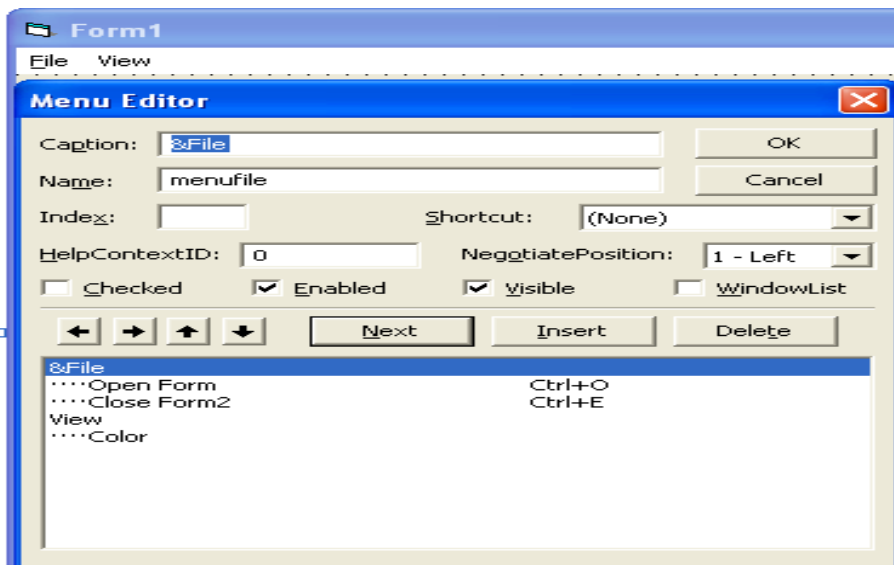 Form1
File View
Menu Editor
Caption: &File OK
Name: menufile Cancel
Index: Shortcut: (None)
HelpContextID: 0 NegotiatePosition: 1 - Left
Checked Enabled Visible WindowList
Next Insert Delete
&File
····Open Form Ctrl+O
····Close Form2 Ctrl+E
View
····Color